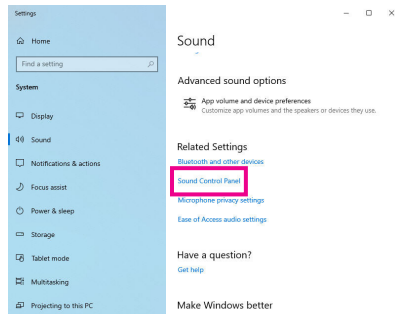 Settings
Home
Find a setting
System
Display
Sound
Notifications & actions
Focus assist
Power & sleep
Storage
Tablet mode
Multitasking
Projecting to this PC
Sound
Advanced sound options
App volume and device preferences
Customize app volumes and the speakers or devices they use.
Related Settings
Bluetooth and other devices
Sound Control Panel
Microphone privacy settings
Ease of Access audio settings
Have a question?
Get help
Make Windows better